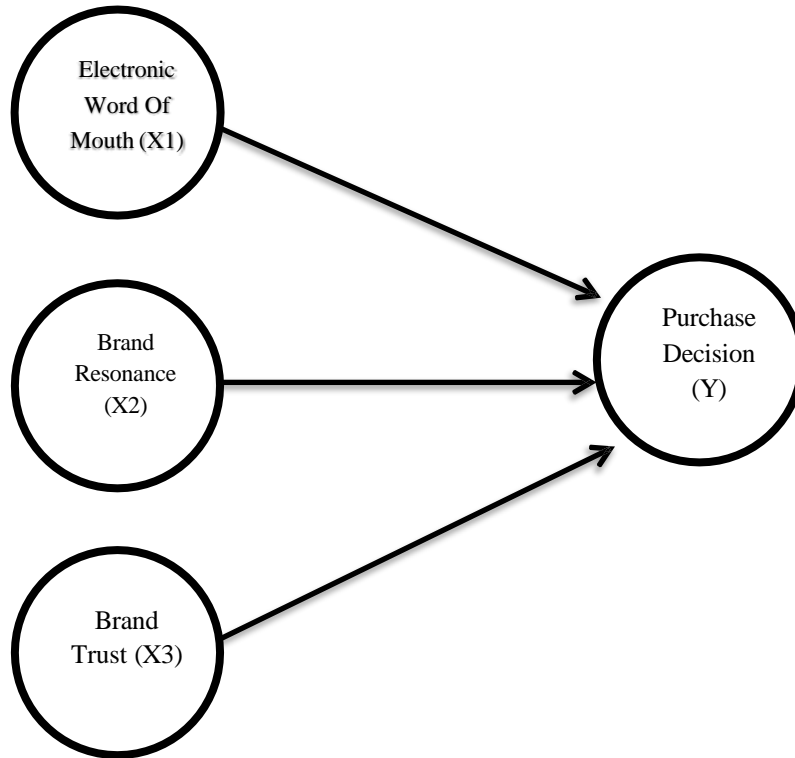 Electronic
Word Of
Mouth (X1)
Purchase
Decision
(Y)
Brand
Resonance
(X2)
Brand
Trust (X3)